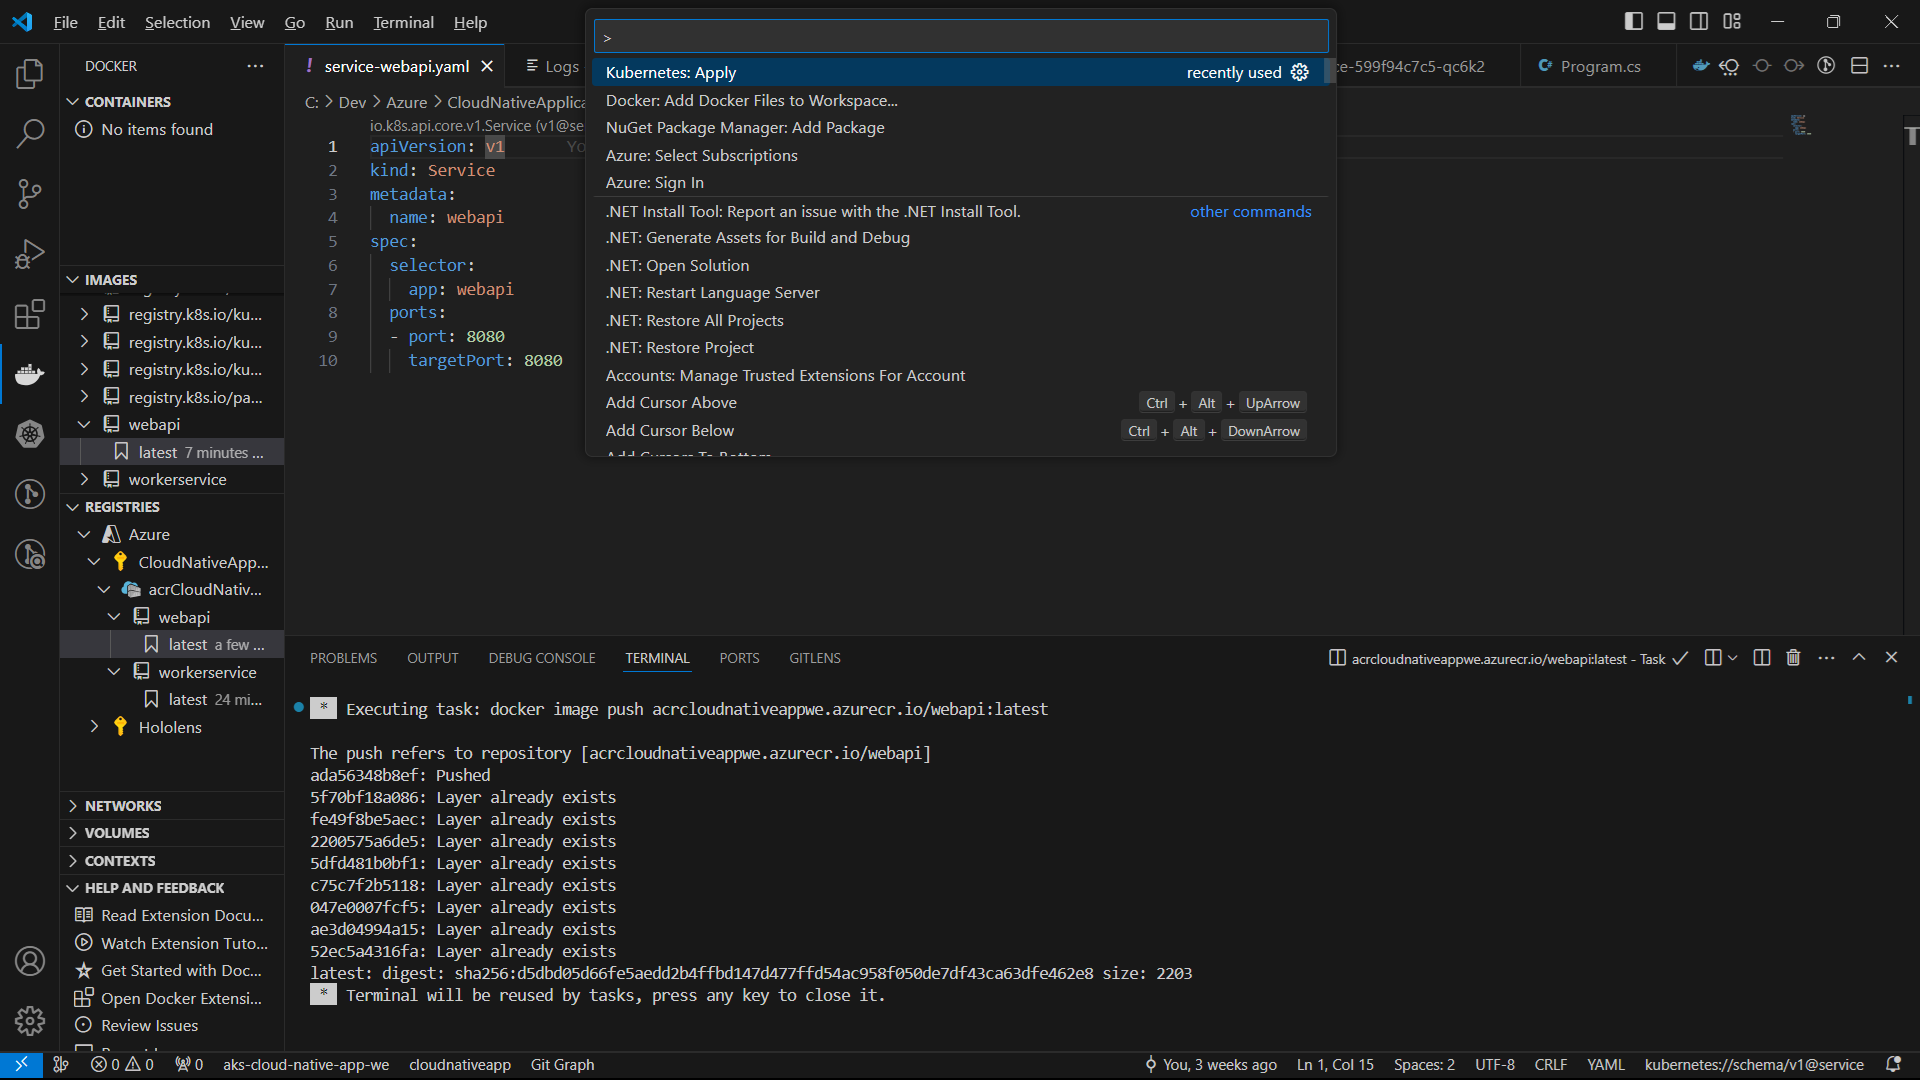 File Edit Selection View Go Run Terminal Help
>
Kubernetes: Apply recently used
Docker: Add Docker Files to Workspace...
NuGet Package Manager: Add Package
Azure: Select Subscriptions
Azure: Sign In
.NET Install Tool: Report an issue with the .NET Install Tool. other commands
.NET: Generate Assets for Build and Debug
.NET: Open Solution
.NET: Restart Language Server
.NET: Restore All Projects
.NET: Restore Project
Accounts: Manage Trusted Extensions For Account
Add Cursor Above Ctrl + Alt + UpArrow
Add Cursor Below Ctrl + Alt + DownArrow
DOCKER
CONTAINERS
No items found
IMAGES
registry.k8s.io/ku...
registry.k8s.io/ku...
registry.k8s.io/ku...
registry.k8s.io/pa...
webapi
latest 7 minutes ...
workerservice
REGISTRIES
Azure
CloudNativeApp...
acrCloudNativ...
webapi
latest a few ...
workerservice
latest 24 mi...
Hololens
NETWORKS
VOLUMES
CONTEXTS
HELP AND FEEDBACK
Read Extension Docu...
Watch Extension Tuto...
Get Started with Doc...
Open Docker Extensi...
Review Issues
! service-webapi.yaml Logs ce-599f94c7c5-qc6k2 C# Program.cs
C: > Dev > Azure > CloudNativeApplica
io.k8s.api.core.v1.Service (v1@se
1 apiVersion: v1 Yo
2 kind: Service
3 metadata:
4 name: webapi
5 spec:
6 selector:
7 app: webapi
8 ports:
9 - port: 8080
10 targetPort: 8080
PROBLEMS OUTPUT DEBUG CONSOLE TERMINAL PORTS GITLENS
acrcloudnativeappwe.azurecr.io/webapi:latest - Task
* Executing task: docker image push acrcloudnativeappwe.azurecr.io/webapi:latest
The push refers to repository [acrcloudnativeappwe.azurecr.io/webapi]
ada56348b8ef: Pushed
5f70bf18a086: Layer already exists
fe49f8be5aec: Layer already exists
2200575a6de5: Layer already exists
5dfd481b0bf1: Layer already exists
c75c7f2b5118: Layer already exists
047e0007fcf5: Layer already exists
ae3d04994a15: Layer already exists
52ec5a4316fa: Layer already exists
latest: digest: sha256:d5dbd05d66fe5aedd2b4ffbd147d477ffd54ac958f050de7df43ca63dfe462e8 size: 2203
* Terminal will be reused by tasks, press any key to close it.
0 0 0 aks-cloud-native-app-we cloudnativeapp Git Graph You, 3 weeks ago Ln 1, Col 15 Spaces: 2 UTF-8 CRLF YAML kubernetes://schema/v1@service